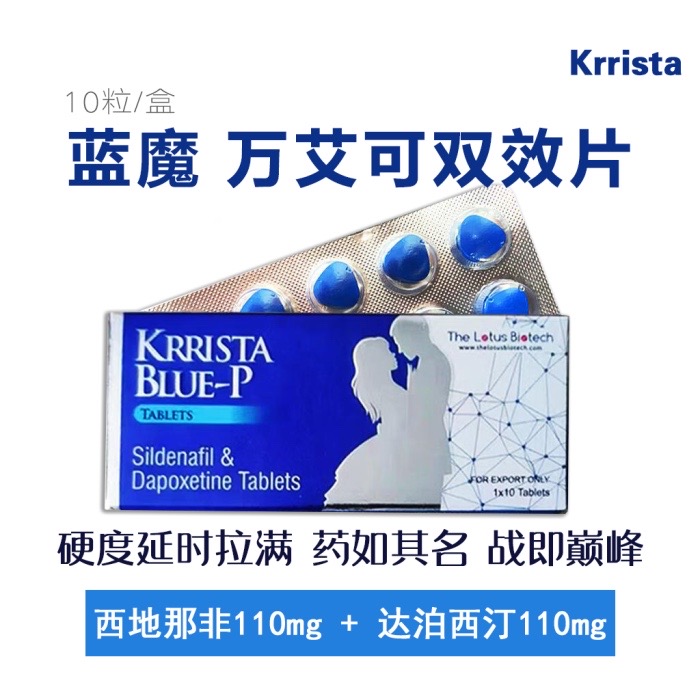 Krrista
10粒/盒
蓝魔 万艾可双效片
KRRISTA
BLUE-P
TABLETS
Sildenafil &
Dapoxetine Tablets
The Lotus Biotech
www.thelotusbiotech.com
FOR EXPORT ONLY
1x10 Tablets
硬度延时拉满 药如其名 战即巅峰
西地那非110mg + 达泊西汀110mg